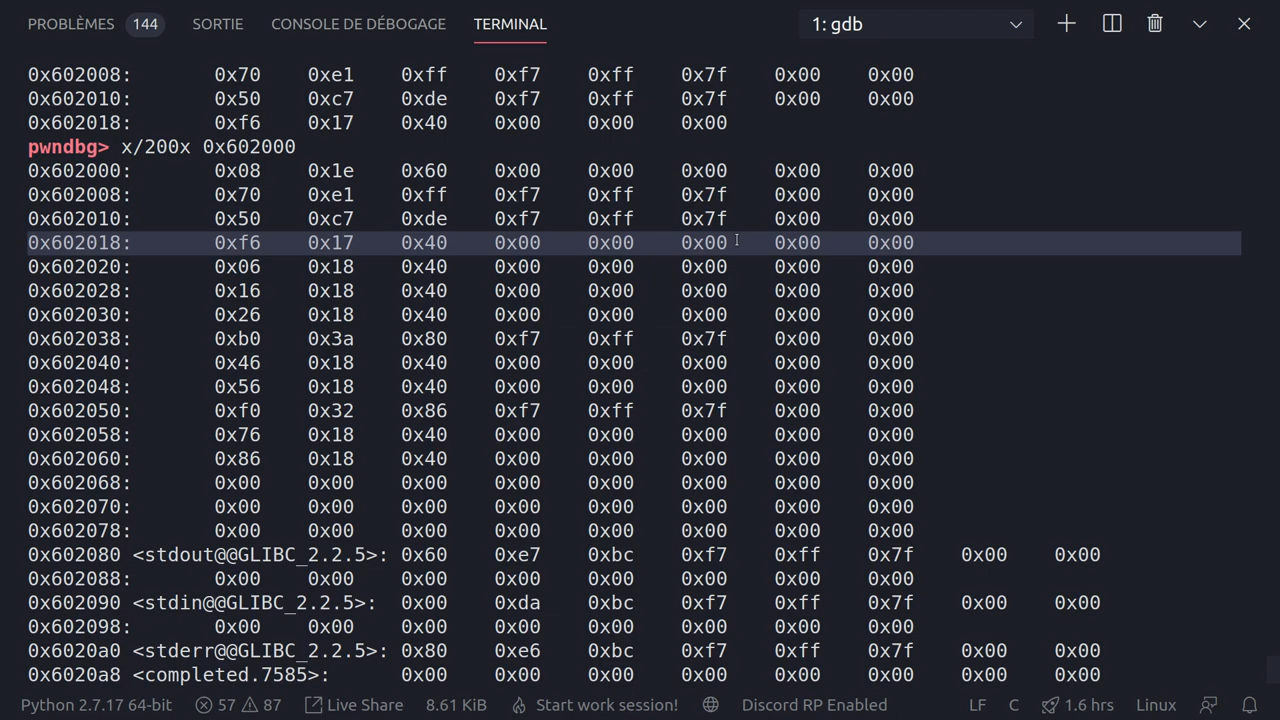 PROBLÈMES 144 SORTIE CONSOLE DE DÉBOGAGE TERMINAL 1: gdb
0x602008: 0x70 0xe1 0xff 0xf7 0xff 0x7f 0x00 0x00
0x602010: 0x50 0xc7 0xde 0xf7 0xff 0x7f 0x00 0x00
0x602018: 0xf6 0x17 0x40 0x00 0x00 0x00
pwndbg> x/200x 0x602000
0x602000: 0x08 0x1e 0x60 0x00 0x00 0x00 0x00 0x00
0x602008: 0x70 0xe1 0xff 0xf7 0xff 0x7f 0x00 0x00
0x602010: 0x50 0xc7 0xde 0xf7 0xff 0x7f 0x00 0x00
0x602018: 0xf6 0x17 0x40 0x00 0x00 0x00 0x00 0x00
0x602020: 0x06 0x18 0x40 0x00 0x00 0x00 0x00 0x00
0x602028: 0x16 0x18 0x40 0x00 0x00 0x00 0x00 0x00
0x602030: 0x26 0x18 0x40 0x00 0x00 0x00 0x00 0x00
0x602038: 0xb0 0x3a 0x80 0xf7 0xff 0x7f 0x00 0x00
0x602040: 0x46 0x18 0x40 0x00 0x00 0x00 0x00 0x00
0x602048: 0x56 0x18 0x40 0x00 0x00 0x00 0x00 0x00
0x602050: 0xf0 0x32 0x86 0xf7 0xff 0x7f 0x00 0x00
0x602058: 0x76 0x18 0x40 0x00 0x00 0x00 0x00 0x00
0x602060: 0x86 0x18 0x40 0x00 0x00 0x00 0x00 0x00
0x602068: 0x00 0x00 0x00 0x00 0x00 0x00 0x00 0x00
0x602070: 0x00 0x00 0x00 0x00 0x00 0x00 0x00 0x00
0x602078: 0x00 0x00 0x00 0x00 0x00 0x00 0x00 0x00
0x602080 <stdout@@GLIBC_2.2.5>: 0x60 0xe7 0xbc 0xf7 0xff 0x7f 0x00 0x00
0x602088: 0x00 0x00 0x00 0x00 0x00 0x00 0x00 0x00
0x602090 <stdin@@GLIBC_2.2.5>: 0x00 0xda 0xbc 0xf7 0xff 0x7f 0x00 0x00
0x602098: 0x00 0x00 0x00 0x00 0x00 0x00 0x00 0x00
0x6020a0 <stderr@@GLIBC_2.2.5>: 0x80 0xe6 0xbc 0xf7 0xff 0x7f 0x00 0x00
0x6020a8 <completed.7585>: 0x00 0x00 0x00 0x00 0x00 0x00 0x00 0x00
Python 2.7.17 64-bit 57 87 Live Share 8.61 KiB Start work session! Discord RP Enabled LF C 1.6 hrs Linux